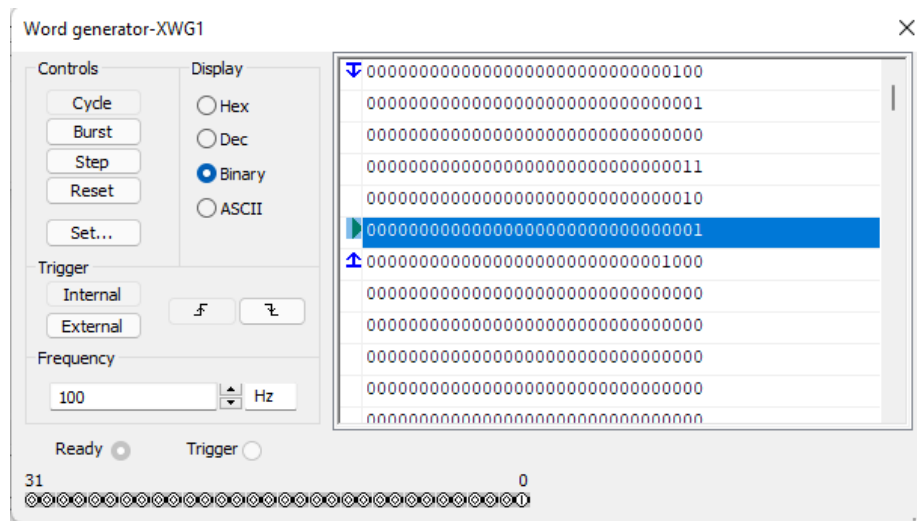 Word generator-XWG1
Controls
Cycle
Burst
Step
Reset
Set...
Display
Hex
Dec
Binary
ASCII
Trigger
Internal
External
Frequency
100 Hz
Ready Trigger
31 0
00000000000000000000000000000100
00000000000000000000000000000001
00000000000000000000000000000000
00000000000000000000000000000011
00000000000000000000000000000010
00000000000000000000000000000001
00000000000000000000000000001000
00000000000000000000000000000000
00000000000000000000000000000000
00000000000000000000000000000000
00000000000000000000000000000000
00000000000000000000000000000000